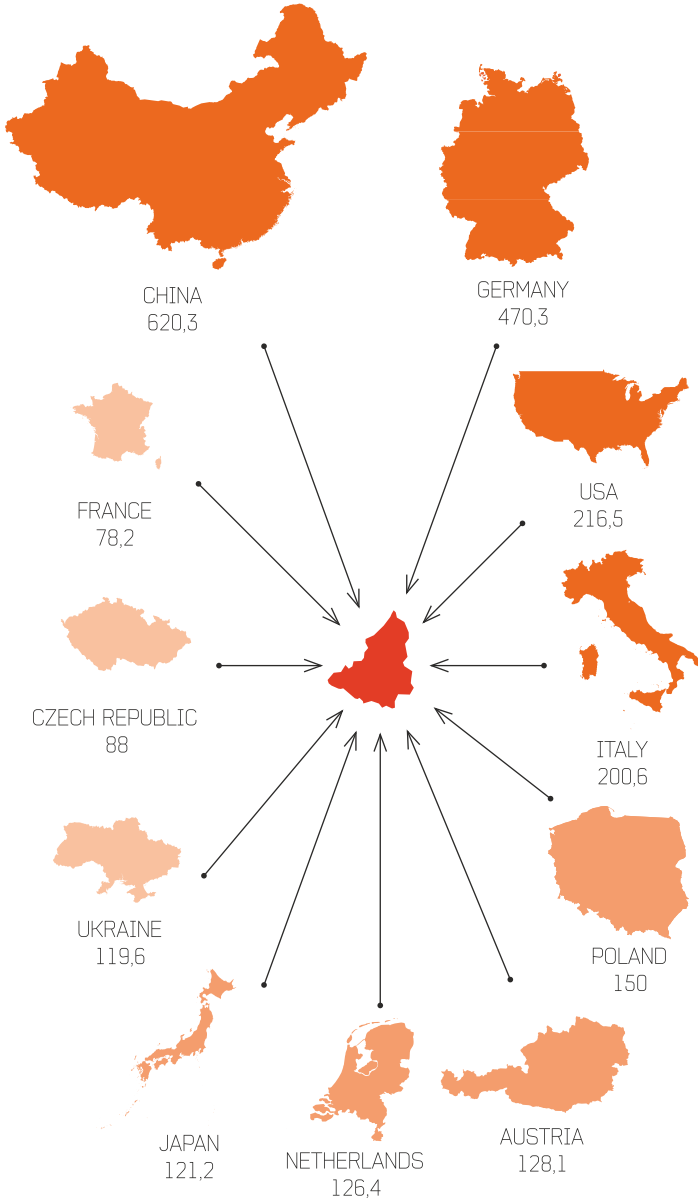 CHINA
620,3
GERMANY
470,3
FRANCE
78,2
USA
216,5
CZECH REPUBLIC
88
ITALY
200,6
UKRAINE
119,6
POLAND
150
JAPAN
121,2
NETHERLANDS
126,4
AUSTRIA
128,1